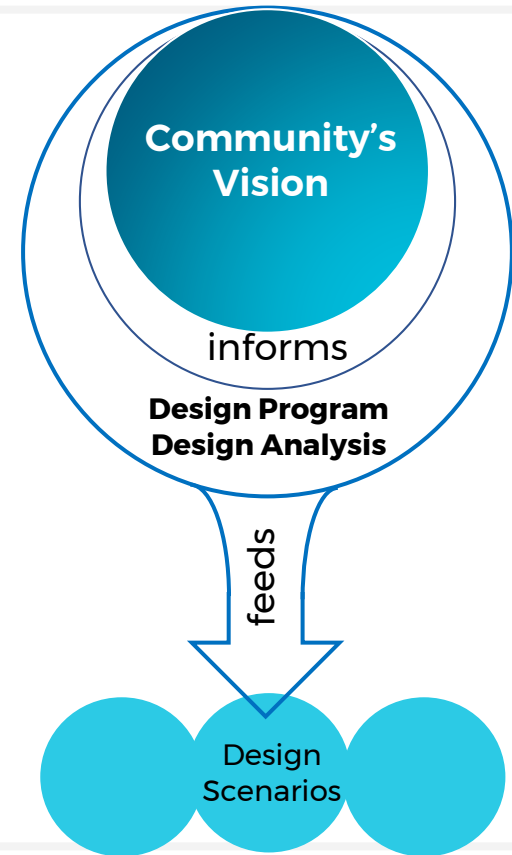 Community’s
Vision
informs
Design Program
Design Analysis
feeds
Design
Scenarios